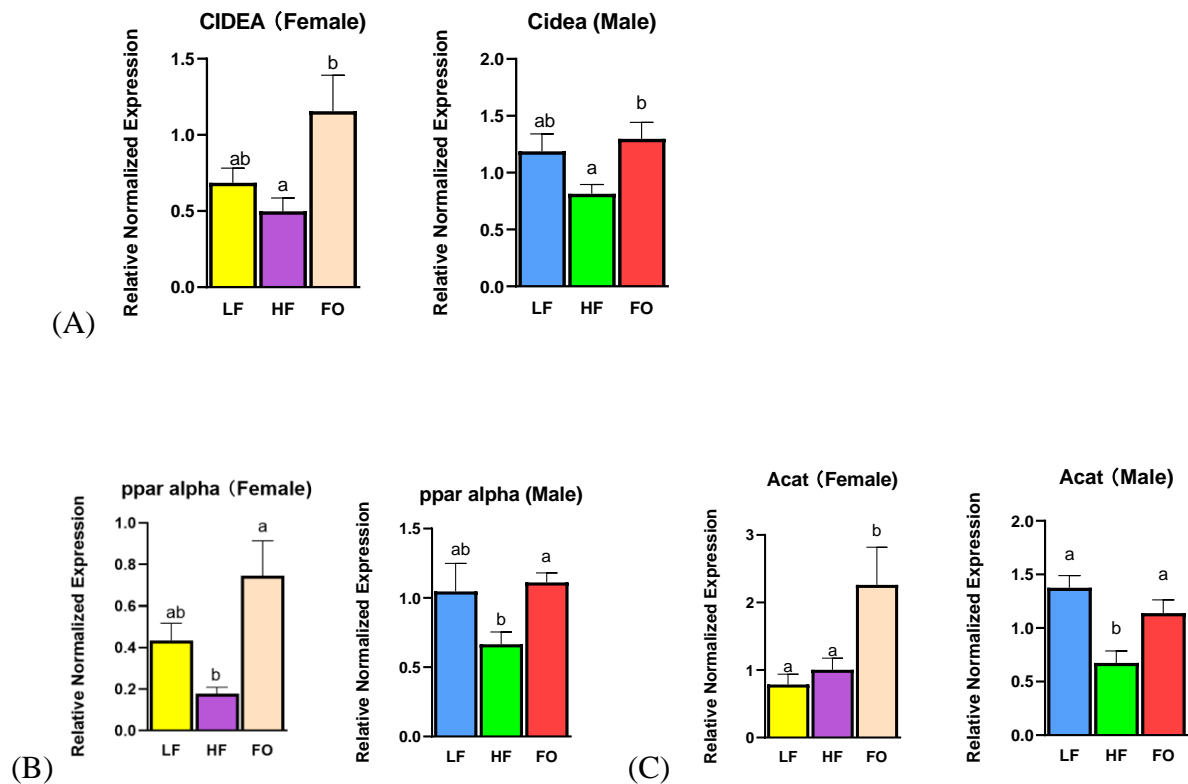 CIDEA （Female)
Relative Normalized Expression
1.5
1.0
0.5
0.0
ab
a
b
LF HF FO
Cidea (Male)
Relative Normalized Expression
2.0
1.5
1.0
0.5
0.0
ab
a
b
LF HF FO
(A)
ppar alpha （Female)
Relative Normalized Expression
1.0
0.8
0.6
0.4
0.2
0.0
ab
b
a
LF HF FO
ppar alpha (Male)
Relative Normalized Expression
1.5
1.0
0.5
0.0
ab
b
a
LF HF FO
(B)
Acat （Female)
Relative Normalized Expression
3
2
1
0
a
a
b
LF HF FO
Acat （Male)
Relative Normalized Expression
2.0
1.5
1.0
0.5
0.0
a
b
a
LF HF FO
(C)